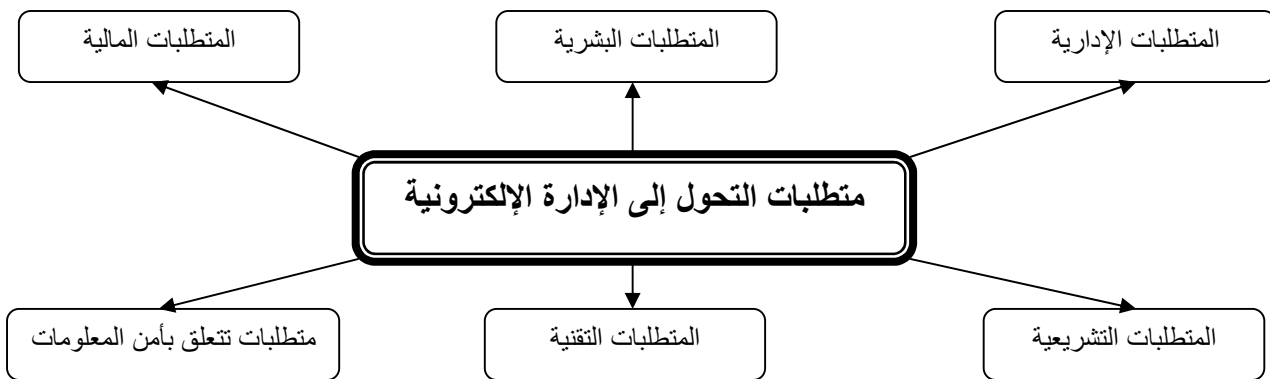 المتطلبات الإدارية
المتطلبات البشرية
المتطلبات المالية
متطلبات التحول إلى الإدارة الإلكترونية
المتطلبات التشريعية
المتطلبات التقنية
متطلبات تتعلق بأمن المعلومات